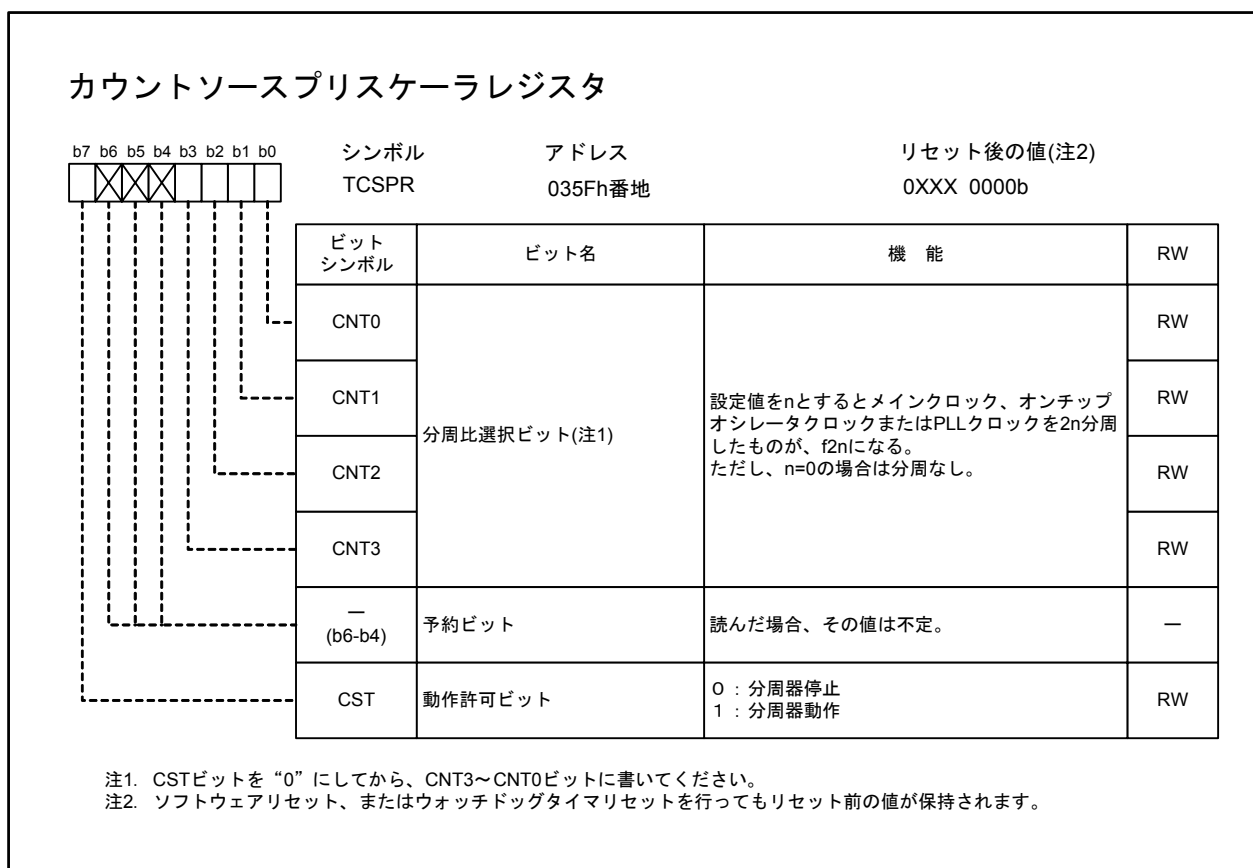 カウントソースプリスケーラレジスタ
b7 b6 b5 b4 b3 b2 b1 b0
シンボル アドレス リセット後の値(注2)
TCSPR 035Fh番地 0XXX 0000b
ビット
シンボル
ビット名
機 能
RW
CNT0
RW
CNT1
RW
分周比選択ビット(注1)
設定値をnとするとメインクロック、オンチップ
オシレータクロックまたはPLLクロックを2n分周
したものが、f2nになる。
ただし、n=0の場合は分周なし。
CNT2
RW
CNT3
RW
—
(b6-b4)
予約ビット
読んだ場合、その値は不定。
—
CST
動作許可ビット
0 : 分周器停止
1 : 分周器動作
RW
注1. CSTビットを“0”にしてから、CNT3~CNT0ビットに書いてください。
注2. ソフトウェアリセット、またはウォッチドッグタイマリセットを行ってもリセット前の値が保持されます。